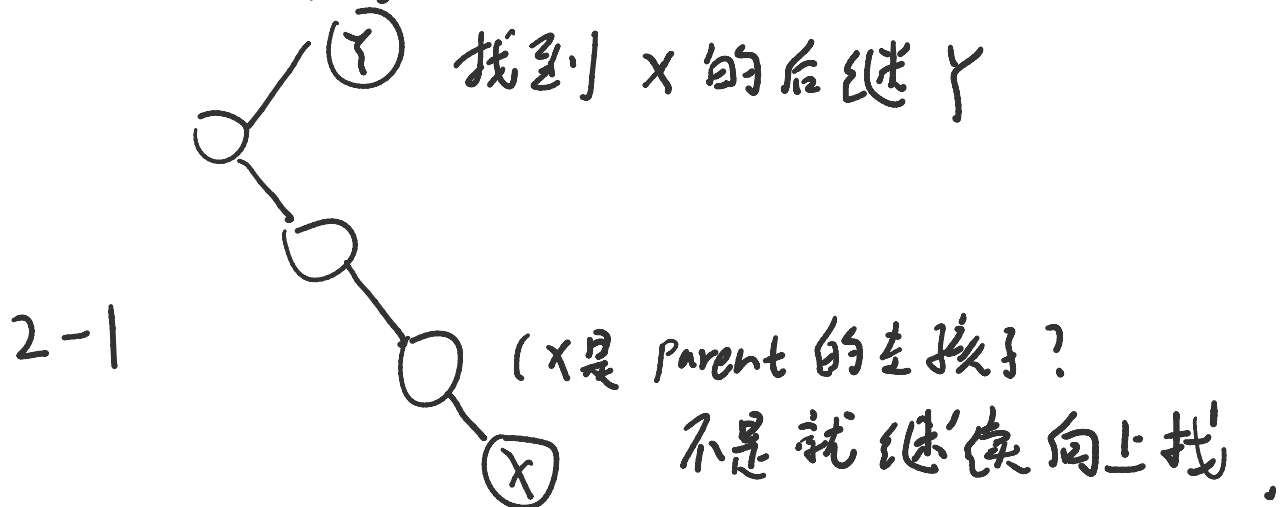 Y 找到 X 的后继 Y
2-1
(X是 parent 的左孩子?
不是就继续向上找.
X